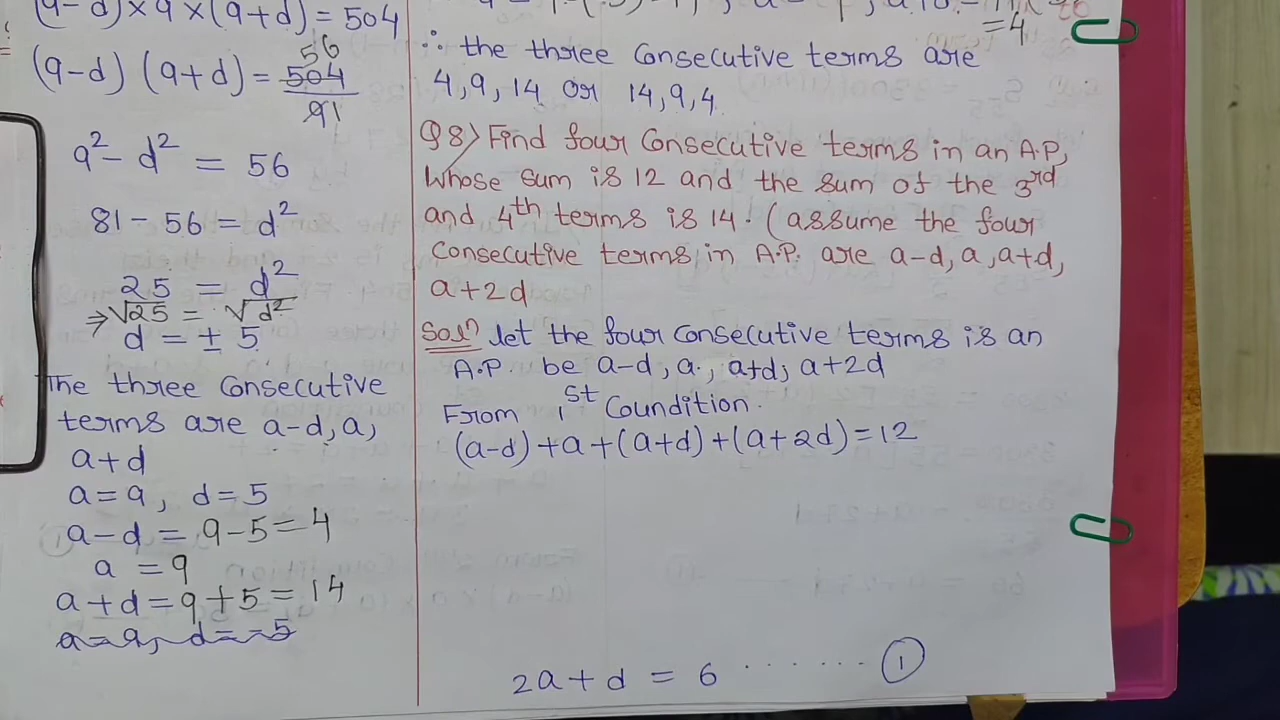 (a-d)×9×(a+d)=504
(a-d) (a+d) = 504
56
91
a² - d² = 56
81 - 56 = d²
25 = d²
⇒ √25 = √d²
d = ± 5
The three consecutive
terms are a-d, a,
a+d
a = 9, d = 5
a-d = 9-5 = 4
a = 9
a+d = 9+5 = 14
a=9, d=-5
=4
∴ the three consecutive terms are
4, 9, 14 or 14, 9, 4.
Q8) Find four consecutive terms in an A.P,
whose sum is 12 and the sum of the 3rd
and 4th terms is 14. (assume the four
consecutive terms in A.P. are a-d, a, a+d,
a+2d
Solⁿ let the four consecutive terms is an
A.P. be a-d, a, a+d, a+2d
From 1st Coundition.
(a-d)+a+(a+d)+(a+2d)=12
2a+d = 6 ....... ①